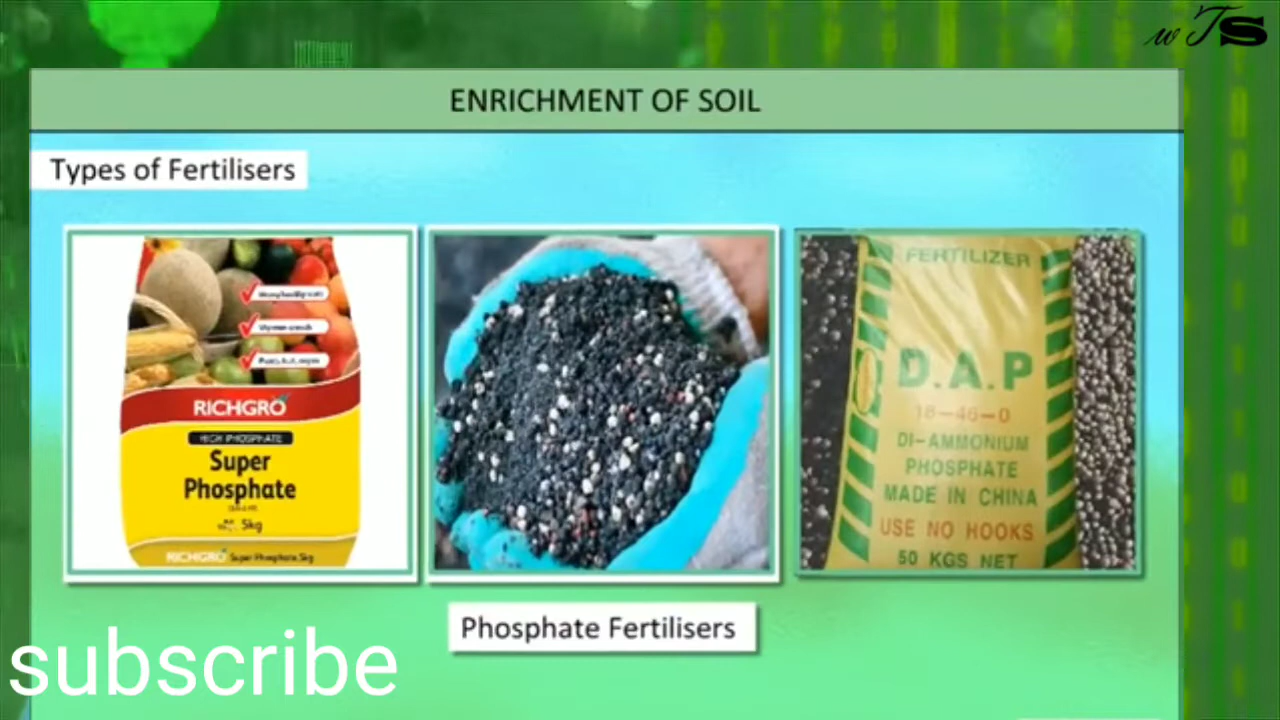 wTS
ENRICHMENT OF SOIL
Types of Fertilisers
RICHGRO
HIGH PHOSPHATE
Super
Phosphate
5kg
RICHGRO Super Phosphate 5kg
FERTILIZER
D.A.P
18-46-0
DI-AMMONIUM
PHOSPHATE
MADE IN CHINA
USE NO HOOKS
50 KGS NET
Phosphate Fertilisers
subscribe